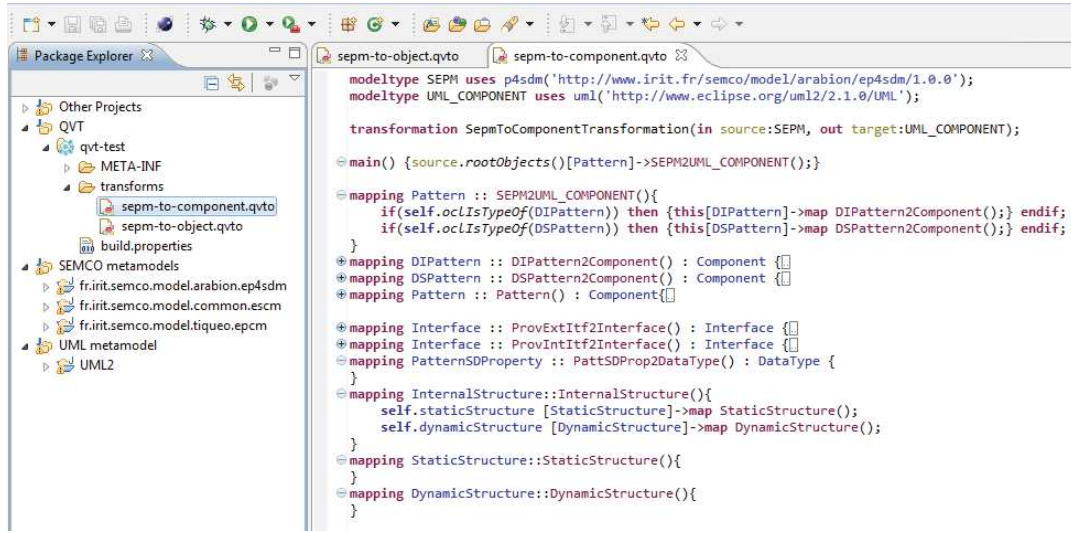 Package Explorer
Other Projects
QVT
qvt-test
META-INF
transforms
sepm-to-component.qvto
sepm-to-object.qvto
build.properties
SEMCO metamodels
fr.irit.semco.model.arabion.ep4sdm
fr.irit.semco.model.common.escm
fr.irit.semco.model.tiqueo.epcm
UML metamodel
UML2
sepm-to-object.qvto
sepm-to-component.qvto
modeltype SEPM uses p4sdm('http://www.irit.fr/semco/model/arabion/ep4sdm/1.0.0');
modeltype UML_COMPONENT uses uml('http://www.eclipse.org/uml2/2.1.0/UML');
transformation SepmToComponentTransformation(in source:SEPM, out target:UML_COMPONENT);
main() {source.rootObjects()[Pattern]->SEPM2UML_COMPONENT();}
mapping Pattern :: SEPM2UML_COMPONENT(){
if(self.oclIsTypeOf(DIPattern)) then {this[DIPattern]->map DIPattern2Component();} endif;
if(self.oclIsTypeOf(DSPattern)) then {this[DSPattern]->map DSPattern2Component();} endif;
}
mapping DIPattern :: DIPattern2Component() : Component {
mapping DSPattern :: DSPattern2Component() : Component {
mapping Pattern :: Pattern() : Component{
mapping Interface :: ProvExtItf2Interface() : Interface {
mapping Interface :: ProvIntItf2Interface() : Interface {
mapping PatternSDProperty :: PattSDProp2DataType() : DataType {
}
mapping InternalStructure::InternalStructure(){
self.staticStructure [StaticStructure]->map StaticStructure();
self.dynamicStructure [DynamicStructure]->map DynamicStructure();
}
mapping StaticStructure::StaticStructure(){
}
mapping DynamicStructure::DynamicStructure(){
}